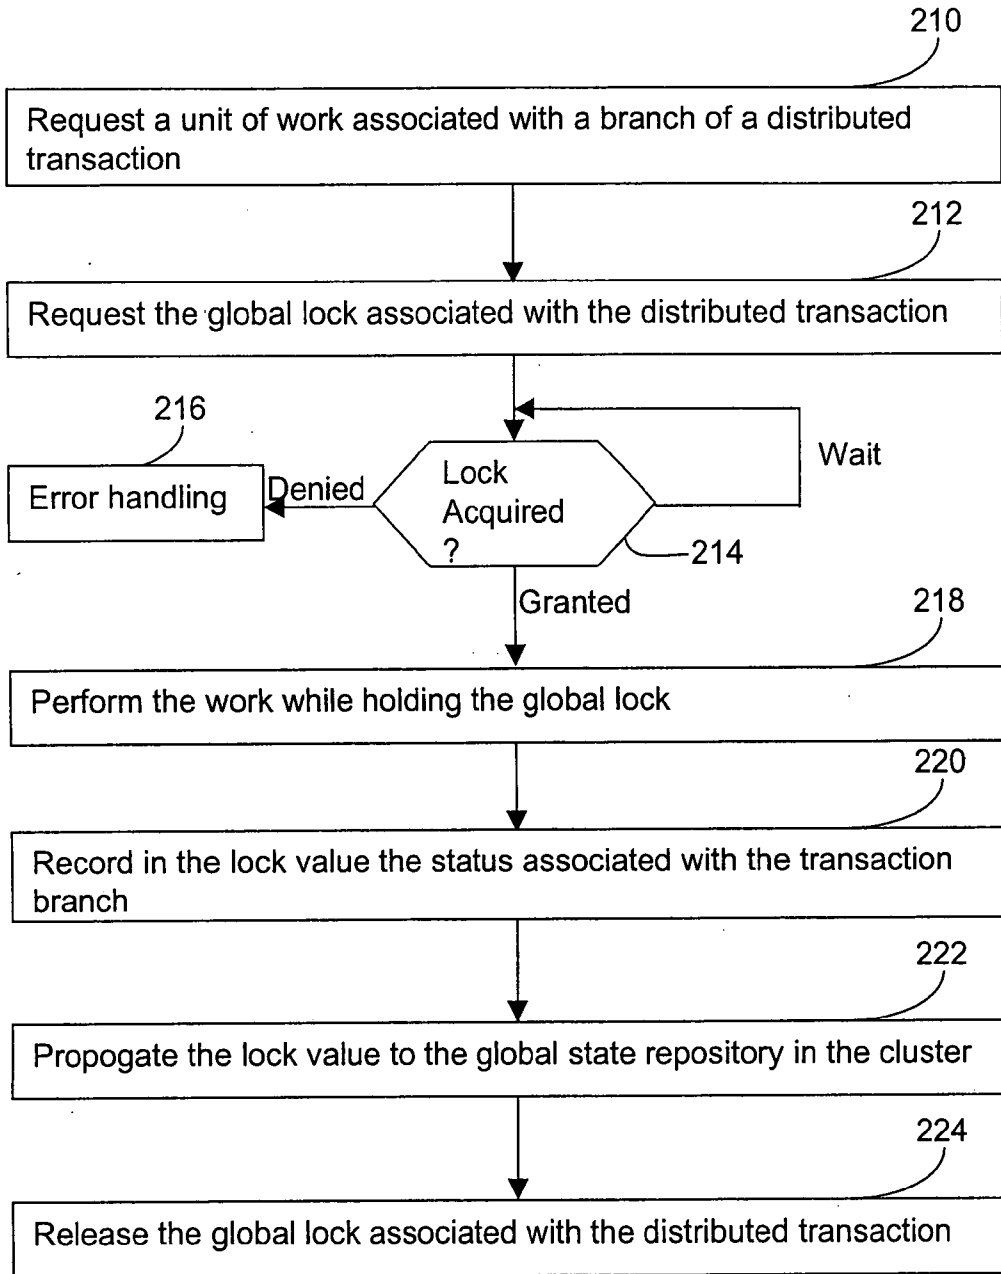 210
Request a unit of work associated with a branch of a distributed
transaction
212
Request the global lock associated with the distributed transaction
216
Wait
Error handling
Denied
Lock
Acquired
?
214
Granted
218
Perform the work while holding the global lock
220
Record in the lock value the status associated with the transaction
branch
222
Propogate the lock value to the global state repository in the cluster
224
Release the global lock associated with the distributed transaction